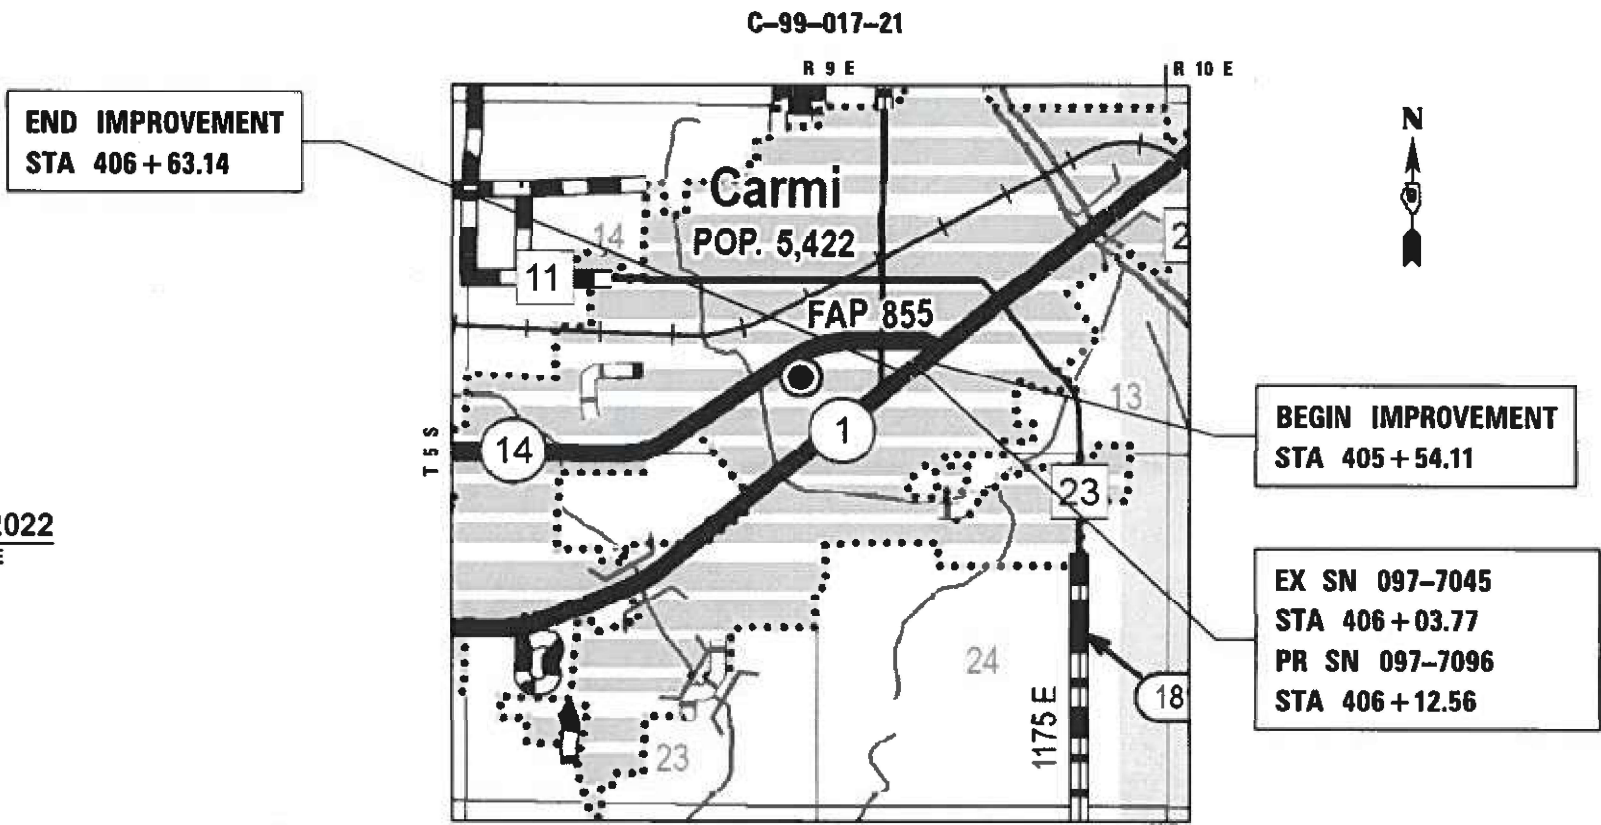 C-99-017-21
R 9 E
R 10 E
END IMPROVEMENT
STA 406+63.14
N
Carmi
POP. 5,422
14
2
11
FAP 855
13
1
14
T 5 S
BEGIN IMPROVEMENT
STA 405+54.11
23
2022
E
EX SN 097-7045
STA 406+03.77
PR SN 097-7096
STA 406+12.56
24
18
1175 E
23